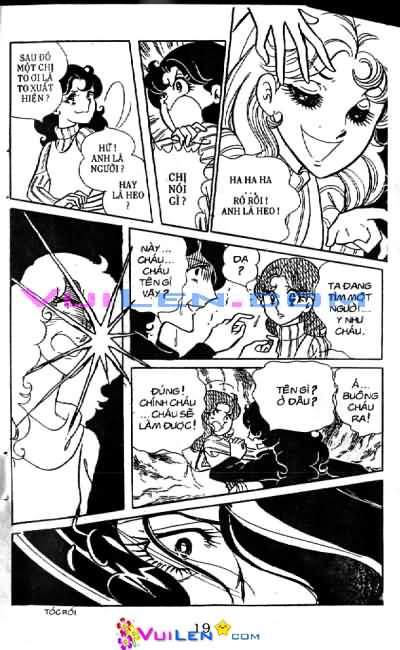 SAU ĐÓ
MỘT CHỊ
TO ƠI LÀ
TO XUẤT
HIỆN?
HỨ!
ANH LÀ
NGƯỜI?
HAY
LÀ HEO?
CHỊ
NÓI
GÌ?
HA HA HA
...
RÕ RỒI!
ANH LÀ HEO!
NÀY...
CHÁU...
CHÁU
TÊN GÌ
VẬY?
DẠ
?
TA ĐANG
TÌM MỘT
NGƯỜI...
Y NHƯ
CHÁU.
VUILEN.COM
ĐÚNG!
CHÍNH CHÁU
...CHÁU SẼ
LÀM ĐƯỢC!
TÊN GÌ?
Ở ĐÂU?
Á...
BUÔNG
CHÁU
RA!
TÓC RỐI
19
VUILEN.COM